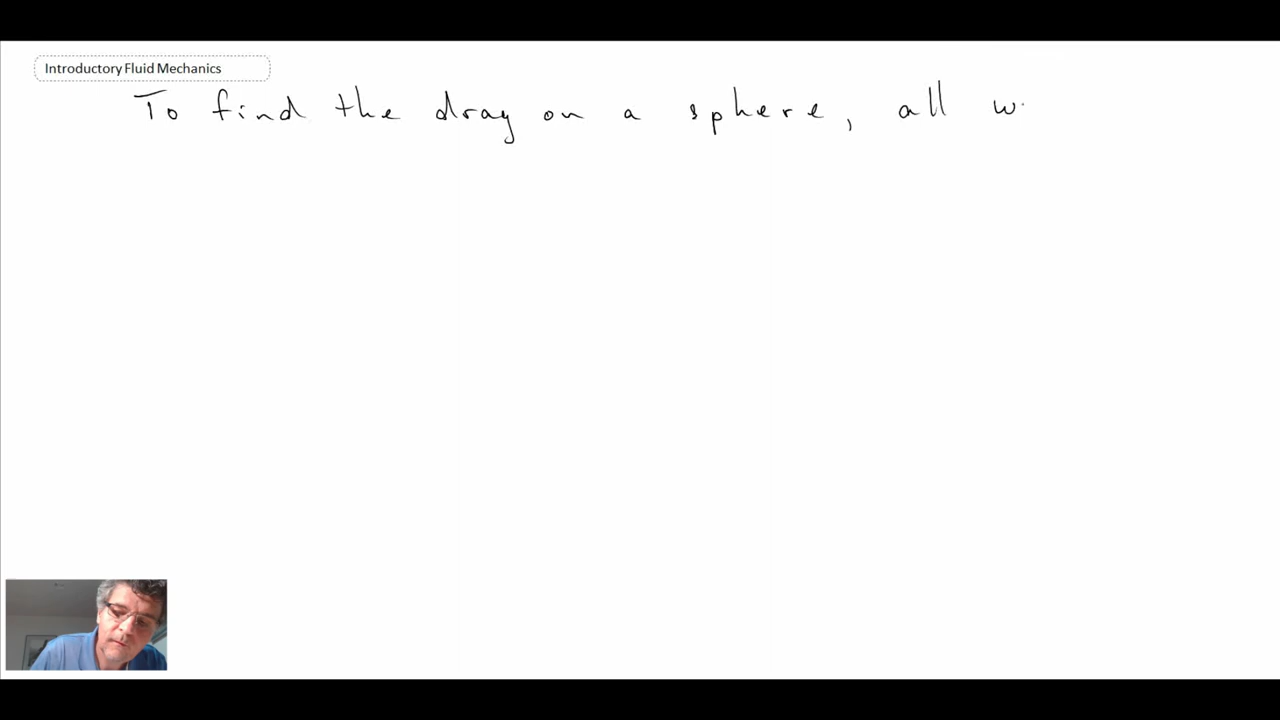 Introductory Fluid Mechanics
To find the drag on a sphere, all w